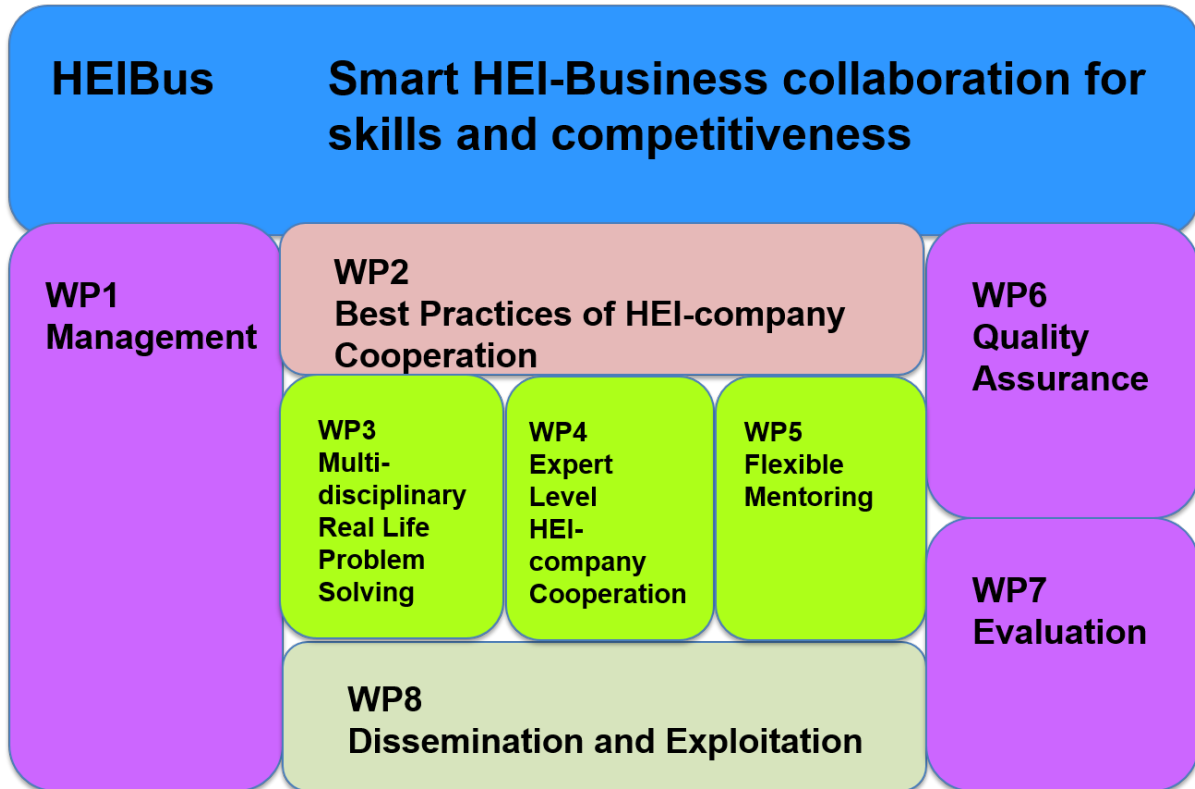 HEIBus Smart HEI-Business collaboration for
skills and competitiveness
WP1
Management
WP2
Best Practices of HEI-company
Cooperation
WP3
Multi-
disciplinary
Real Life
Problem
Solving
WP4
Expert
Level
HEI-
company
Cooperation
WP5
Flexible
Mentoring
WP6
Quality
Assurance
WP7
Evaluation
WP8
Dissemination and Exploitation